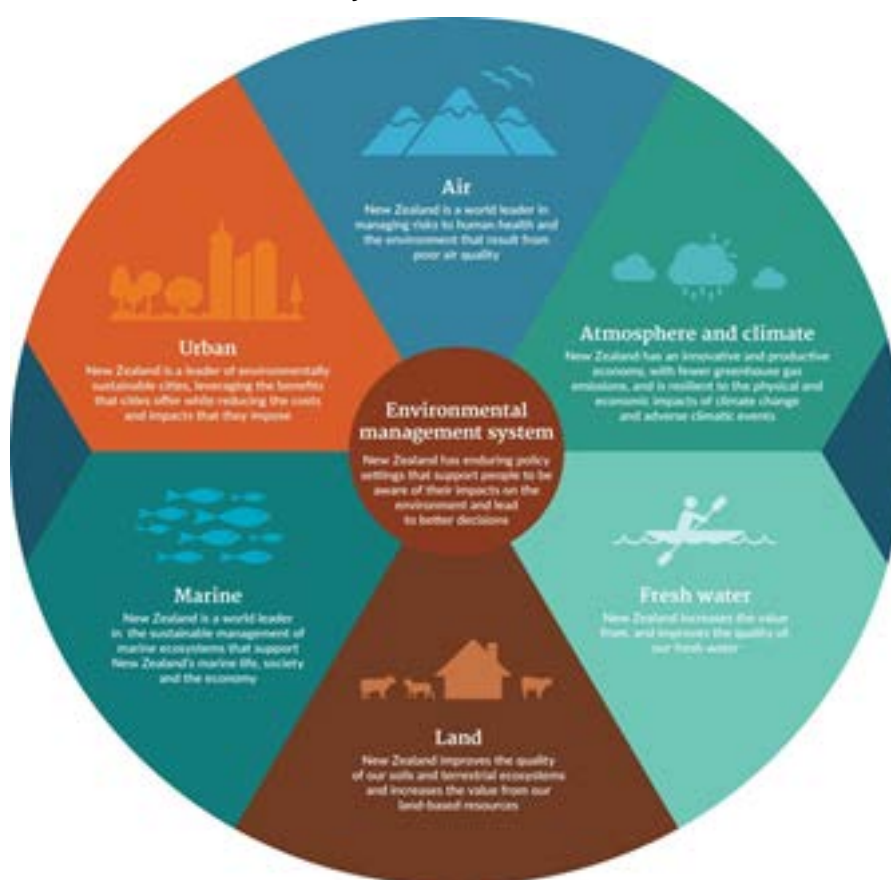 Air
New Zealand is a world leader in
managing risks to human health and
the environment that result from
poor air quality
Atmosphere and climate
New Zealand has an innovative and productive
economy, with fewer greenhouse gas
emissions, and is resilient to the physical and
economic impacts of climate change
and adverse climatic events
Urban
New Zealand is a leader of environmentally
sustainable cities, leveraging the benefits
that cities offer while reducing the costs
and impacts that they impose
Environmental
management system
New Zealand has enduring policy
settings that support people to be
aware of their impacts on the
environment and lead
to better decisions
Marine
New Zealand is a world leader
in the sustainable management of
marine ecosystems that support
New Zealand's marine life, society
and the economy
Fresh water
New Zealand increases the value
from, and improves the quality of
our fresh water
Land
New Zealand improves the quality
of our soils and terrestrial ecosystems
and increases the value from our
land-based resources